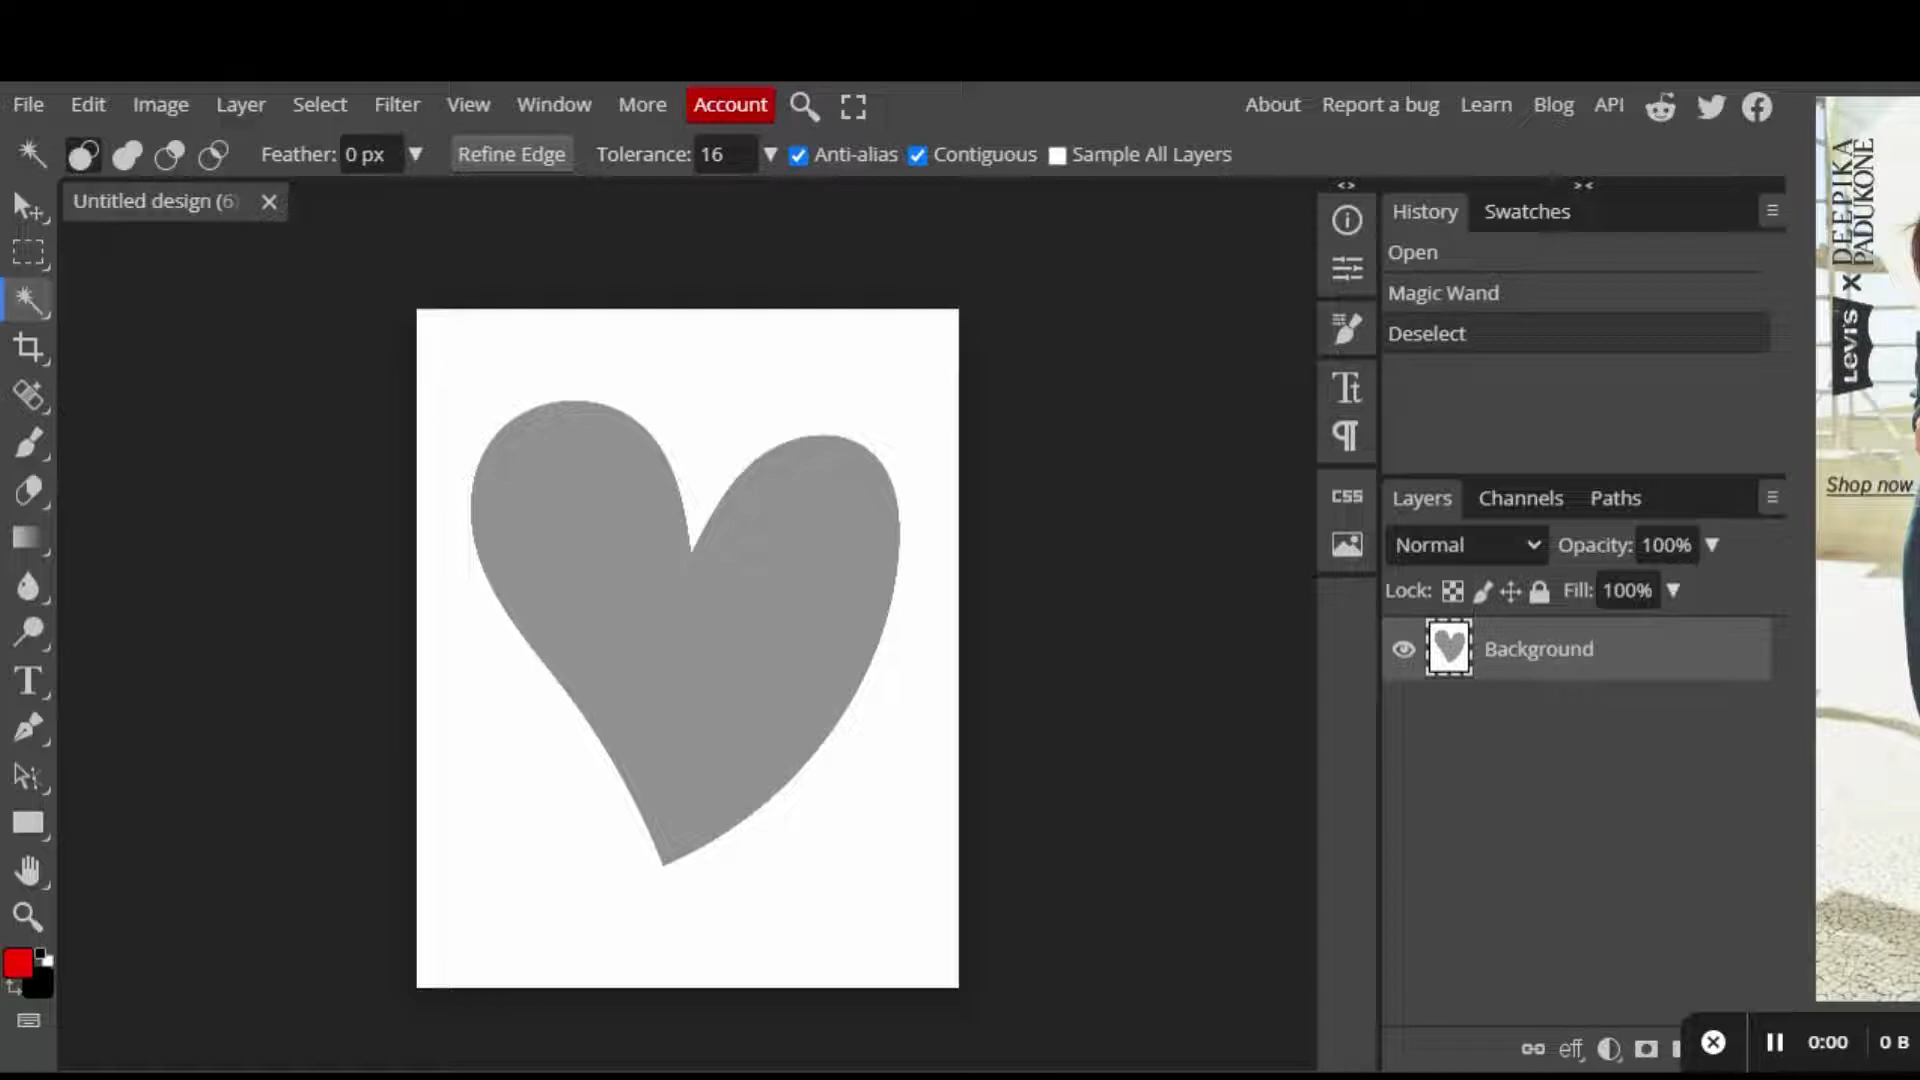 File Edit Image Layer Select Filter View Window More Account About Report a bug Learn Blog API
Feather: 0 px Refine Edge Tolerance: 16 Anti-alias Contiguous Sample All Layers
Untitled design (6)
History Swatches
Open
Magic Wand
Deselect
Layers Channels Paths
Normal Opacity: 100%
Lock: Fill: 100%
Background
CSS
eff
DEEPIKA
PADUKONE
X
Levi's
Shop now
0:00 0 B